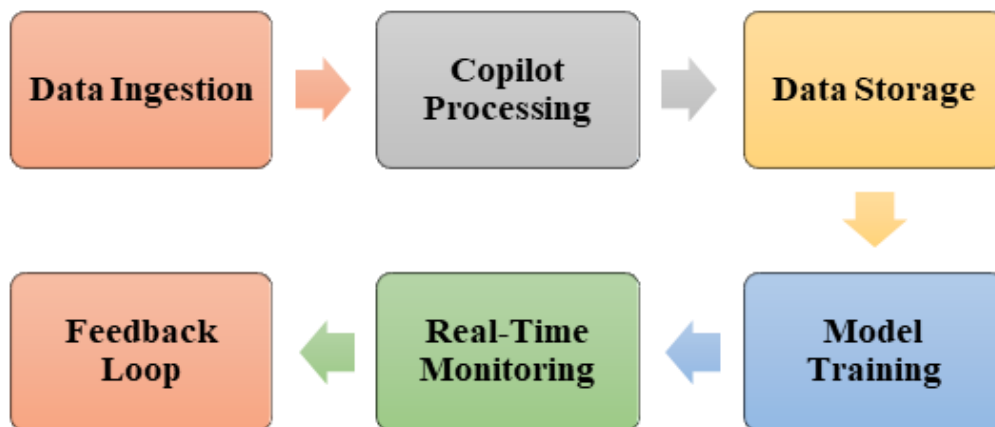 Data Ingestion
Copilot
Processing
Data Storage
Feedback
Loop
Real-Time
Monitoring
Model
Training